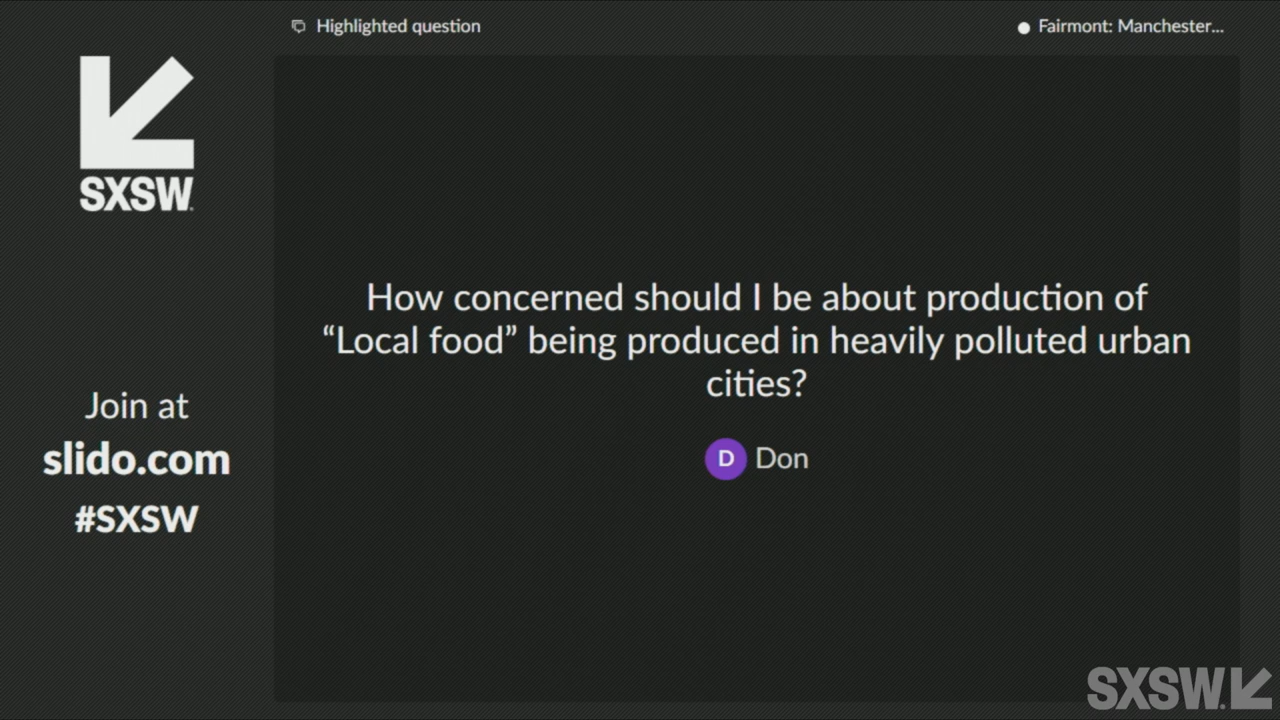 Highlighted question
Fairmont: Manchester...
SXSW.
How concerned should I be about production of
“Local food” being produced in heavily polluted urban
cities?
D Don
Join at
slido.com
#SXSW
SXSW.